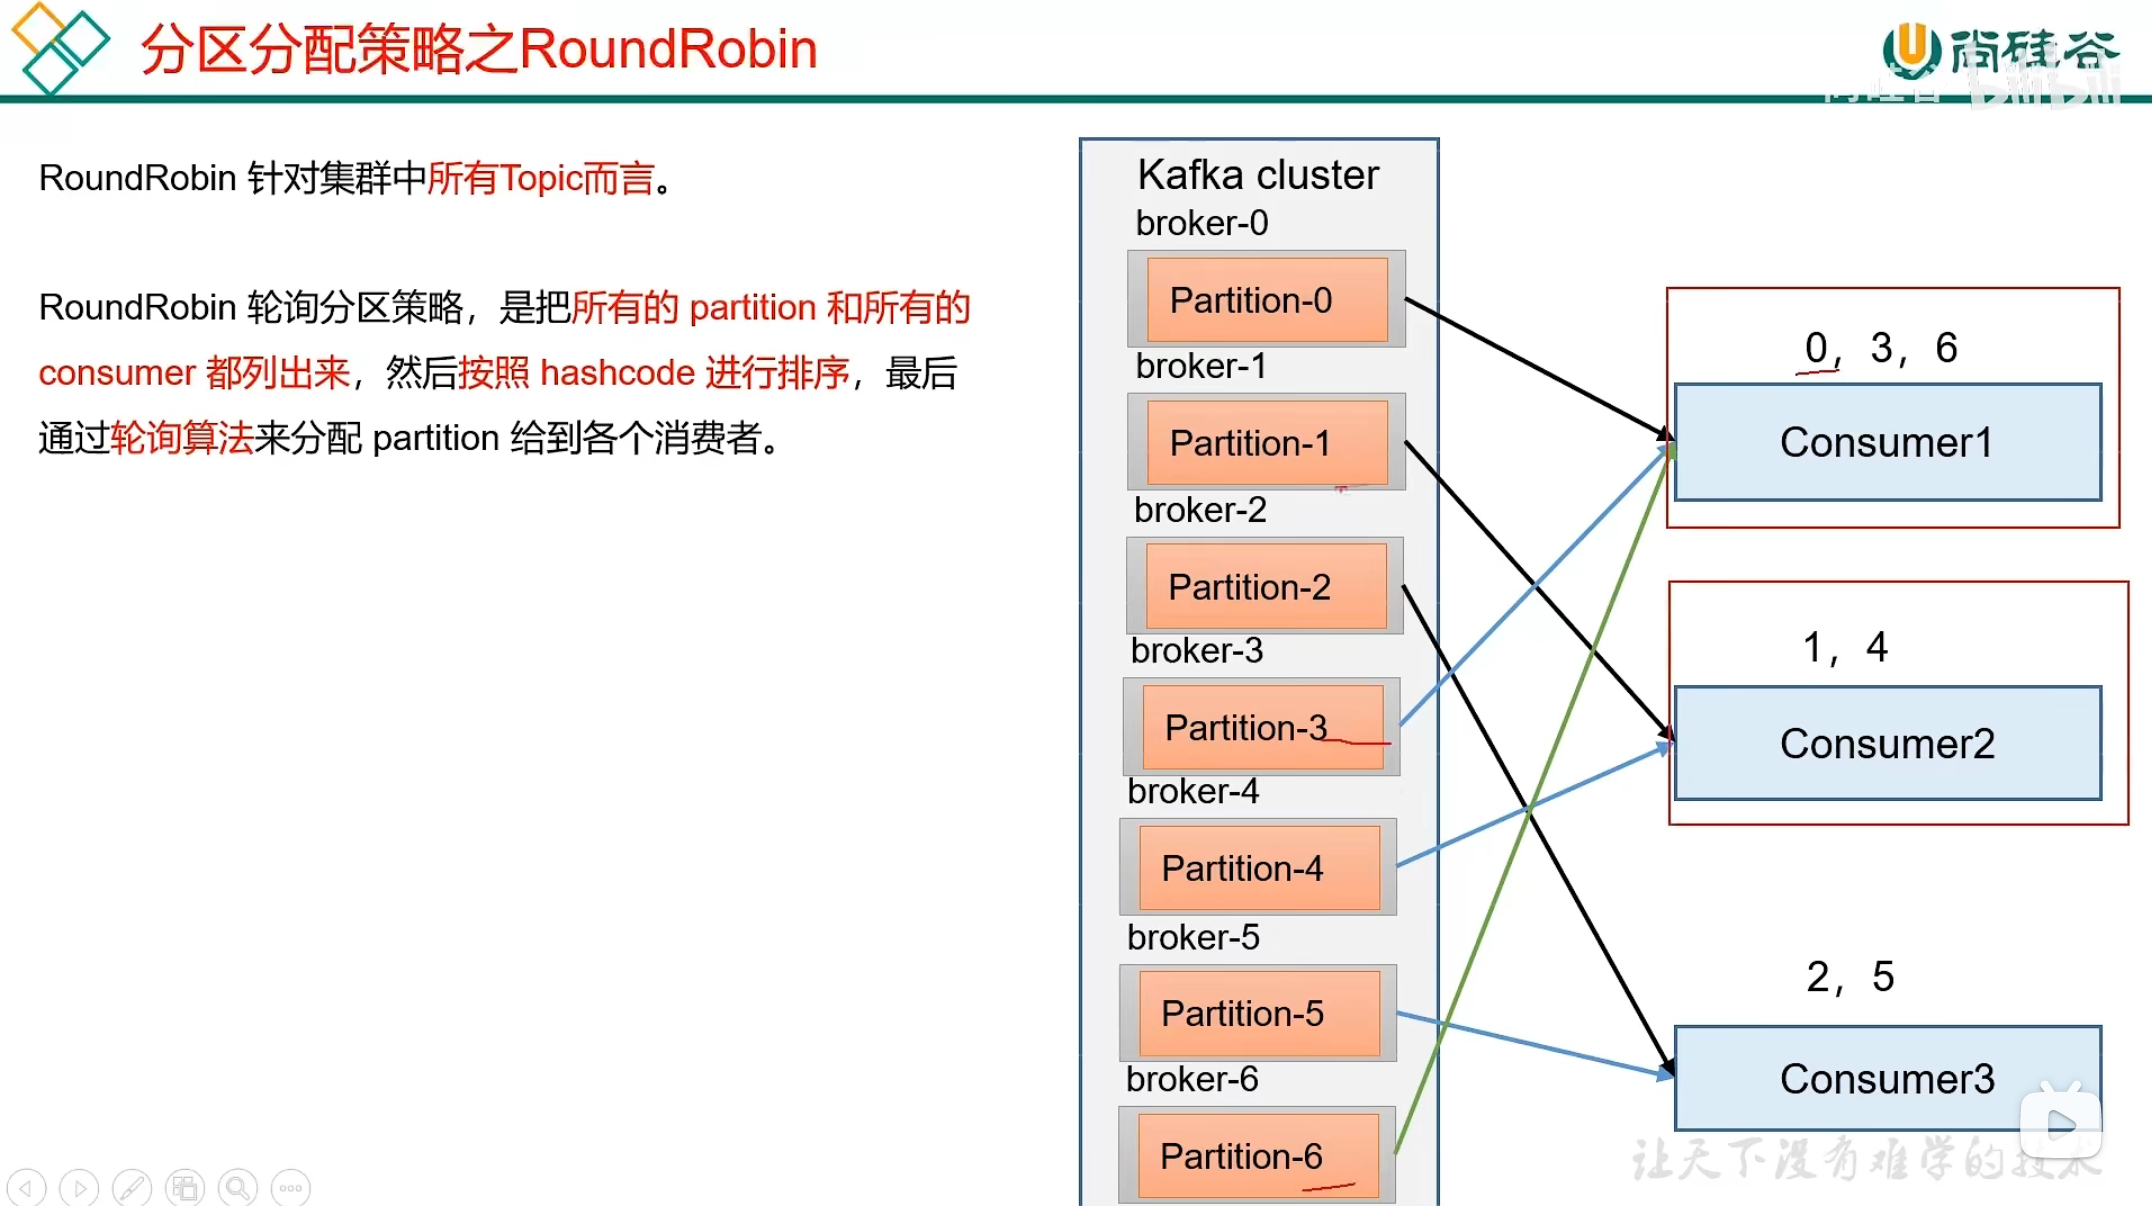 分区分配策略之RoundRobin
尚硅谷
bilibili
RoundRobin 针对集群中所有Topic而言。
RoundRobin 轮询分区策略，是把所有的 partition 和所有的
consumer 都列出来，然后按照 hashcode 进行排序，最后
通过轮询算法来分配 partition 给到各个消费者。
Kafka cluster
broker-0
Partition-0
broker-1
Partition-1
broker-2
Partition-2
broker-3
Partition-3
broker-4
Partition-4
broker-5
Partition-5
broker-6
Partition-6
0，3，6
Consumer1
1，4
Consumer2
2，5
Consumer3
让天下没有难学的技术